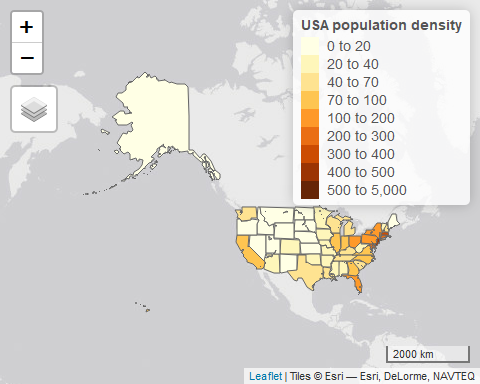 +
−
USA population density
0 to 20
20 to 40
40 to 70
70 to 100
100 to 200
200 to 300
300 to 400
400 to 500
500 to 5,000
2000 km
Leaflet | Tiles © Esri — Esri, DeLorme, NAVTEQ